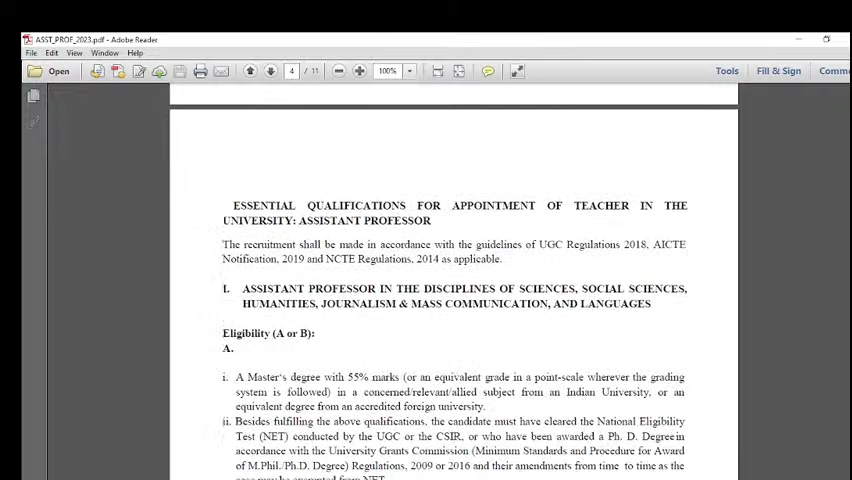 ASST_PROF_2023.pdf - Adobe Reader
File Edit View Window Help
Open 4 / 11 100% Tools Fill & Sign Comme
ESSENTIAL QUALIFICATIONS FOR APPOINTMENT OF TEACHER IN THE
UNIVERSITY: ASSISTANT PROFESSOR
The recruitment shall be made in accordance with the guidelines of UGC Regulations 2018, AICTE
Notification, 2019 and NCTE Regulations, 2014 as applicable.
I. ASSISTANT PROFESSOR IN THE DISCIPLINES OF SCIENCES, SOCIAL SCIENCES,
HUMANITIES, JOURNALISM & MASS COMMUNICATION, AND LANGUAGES
Eligibility (A or B):
A.
i. A Master's degree with 55% marks (or an equivalent grade in a point-scale wherever the grading
system is followed) in a concerned/relevant/allied subject from an Indian University, or an
equivalent degree from an accredited foreign university.
ii. Besides fulfilling the above qualifications, the candidate must have cleared the National Eligibility
Test (NET) conducted by the UGC or the CSIR, or who have been awarded a Ph. D. Degreein
accordance with the University Grants Commission (Minimum Standards and Procedure for Award
of M.Phil./Ph.D. Degree) Regulations, 2009 or 2016 and their amendments from time to time as the
case may be exempted from NET